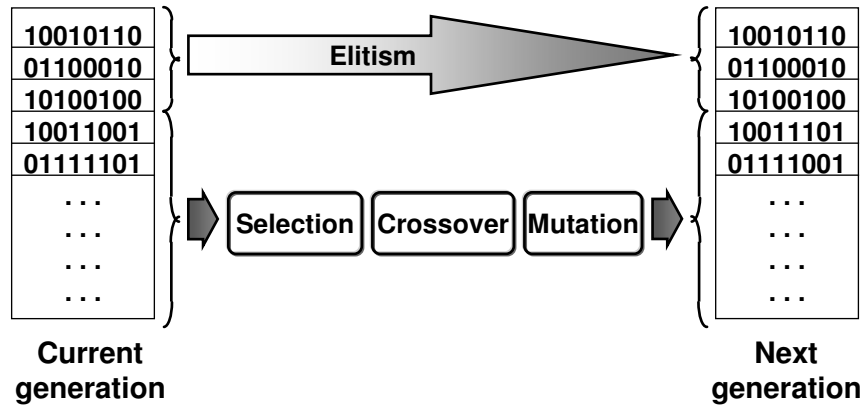 10010110
01100010
10100100
10011001
01111101
. . .
. . .
. . .
. . .
Current
generation
Elitism
Selection
Crossover
Mutation
10010110
01100010
10100100
10011101
01111001
. . .
. . .
. . .
. . .
Next
generation